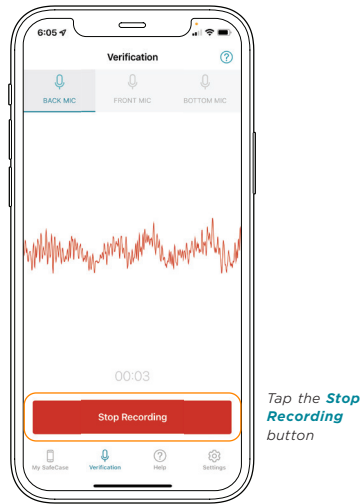 6:05
Verification
?
BACK MIC
FRONT MIC
BOTTOM MIC
00:03
Stop Recording
My SafeCase
Verification
?
Help
Settings
Tap the Stop
Recording
button